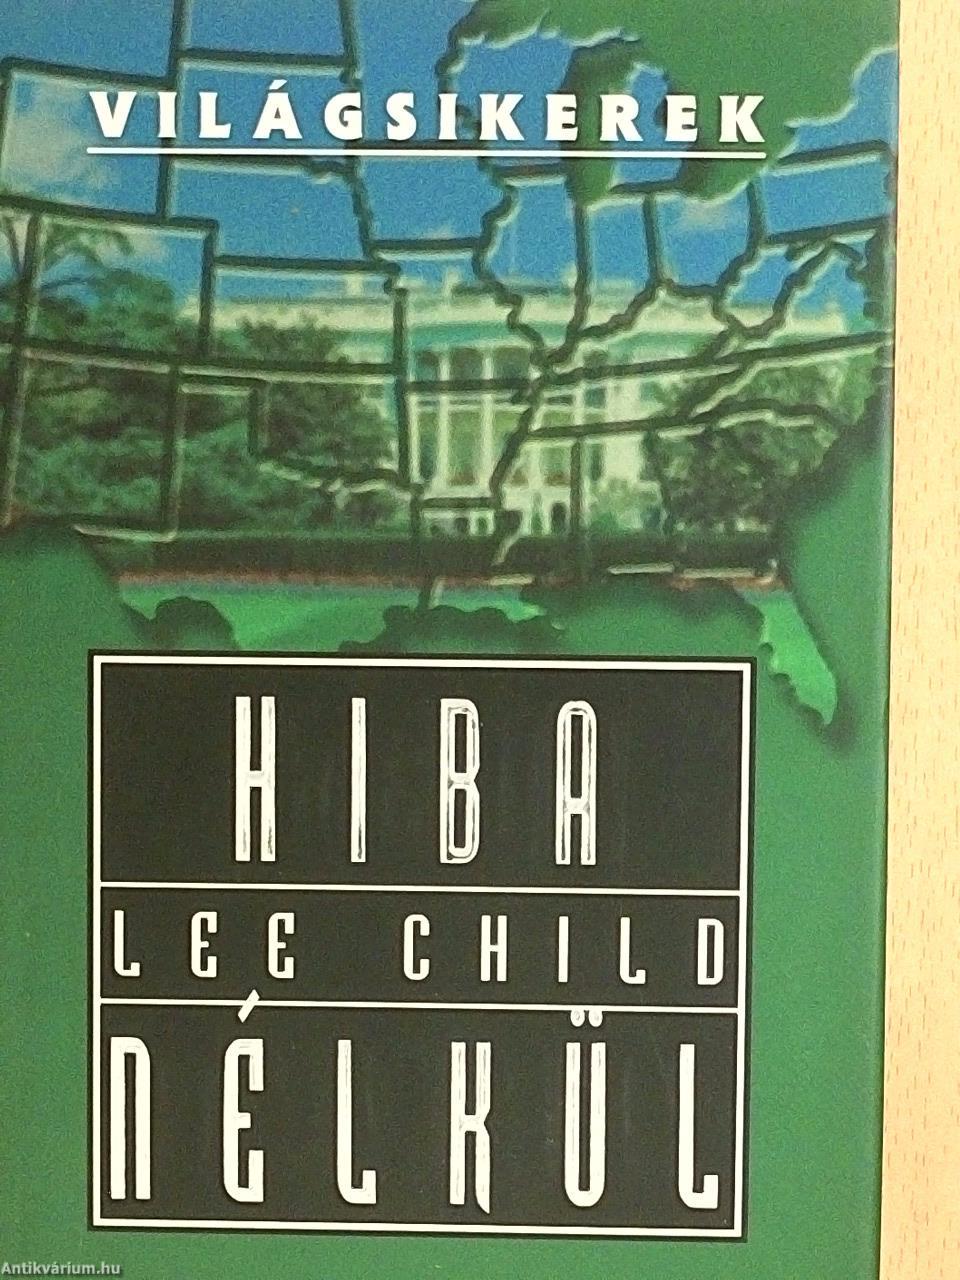 VILÁGSIKEREK
HIBA
LEE CHILD
NÉLKÜL
Antikvárium.hu